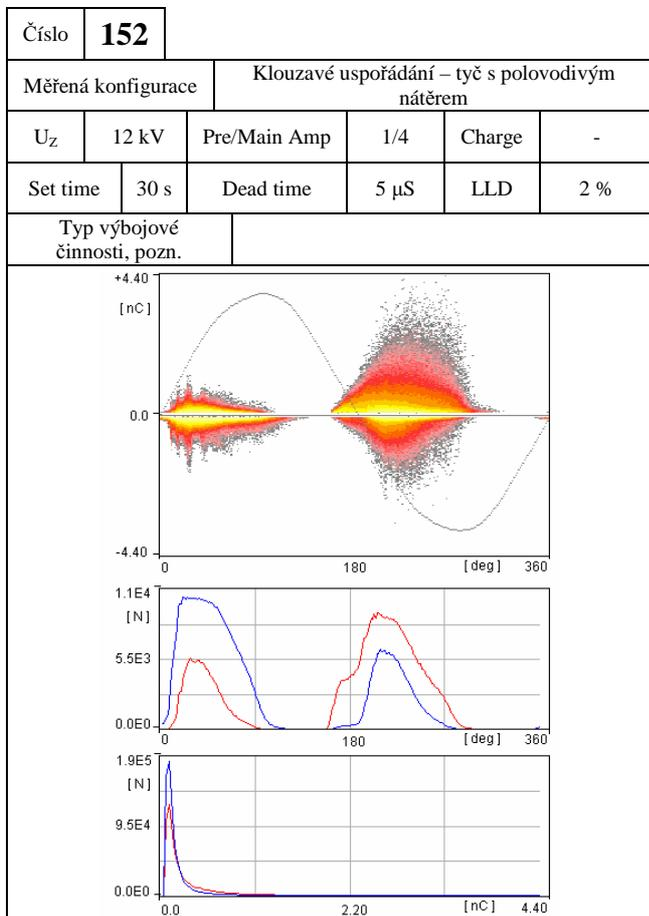 Číslo 152
Měřená konfigurace Klouzavé uspořádání – tyč s polovodivým
nátěrem
UZ 12 kV Pre/Main Amp 1/4 Charge -
Set time 30 s Dead time 5 µS LLD 2 %
Typ výbojové
činnosti, pozn.
+4.40
[nC]
0.0
-4.40
0 180 [deg] 360
1.1E4
[N]
5.5E3
0.0E0
0 180 [deg] 360
1.9E5
[N]
9.5E4
0.0E0
0.0 2.20 [nC] 4.40